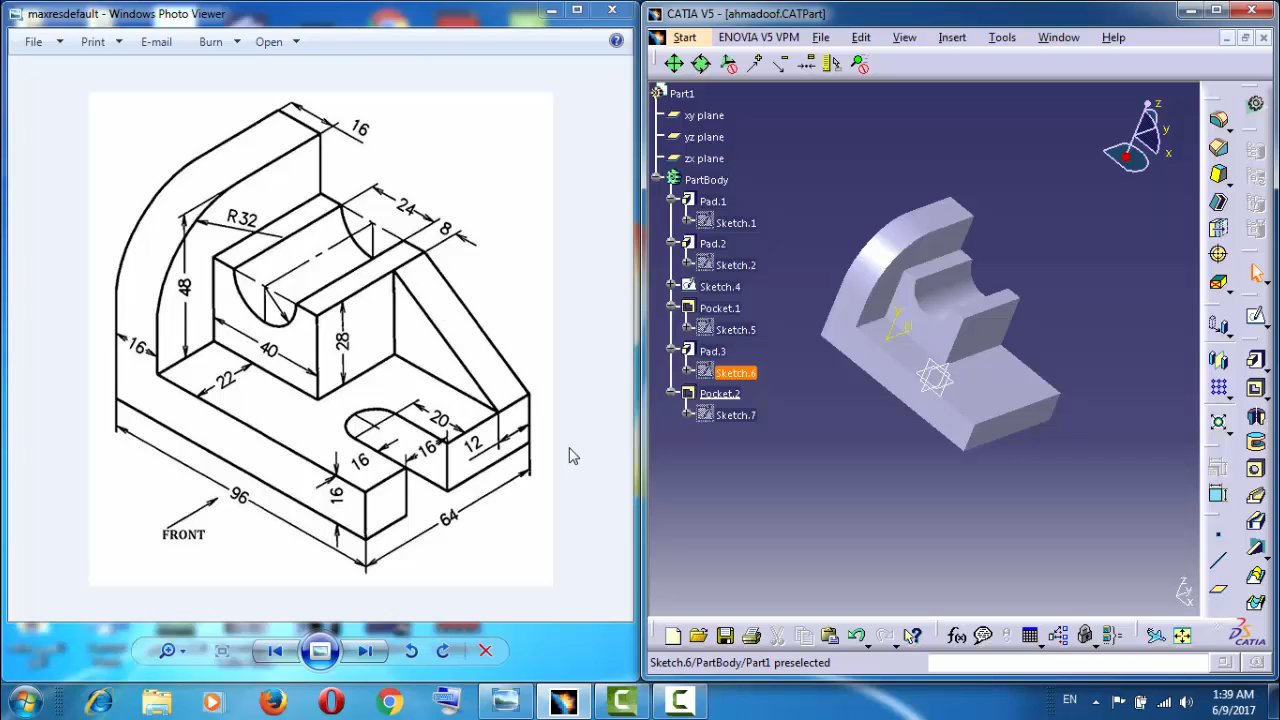 maxresdefault - Windows Photo Viewer
File Print E-mail Burn Open
16
24
8
R32
48
16
40
28
22
20
16
16
12
16
96
64
FRONT
CATIA V5 - [ahmadoof.CATPart]
Start ENOVIA V5 VPM File Edit View Insert Tools Window Help
Part1
xy plane
yz plane
zx plane
PartBody
Pad.1
Sketch.1
Pad.2
Sketch.2
Sketch.4
Pocket.1
Sketch.5
Pad.3
Sketch.6
Pocket.2
Sketch.7
z
y
x
Y
H
z
y
x
f(x)
CATIA
Sketch.6/PartBody/Part1 preselected
EN
1:39 AM
6/9/2017